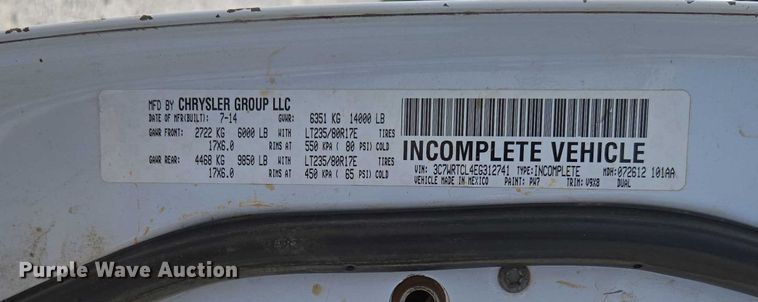 MFD BY CHRYSLER GROUP LLC
DATE OF MFR(BUILT): 7-14 GVWR: 6351 KG 14000 LB
GAWR FRONT: 2722 KG 6000 LB WITH LT235/80R17E TIRES
17X6.0 RIMS AT 550 KPA ( 80 PSI) COLD
GAWR REAR: 4468 KG 9850 LB WITH LT235/80R17E TIRES
17X6.0 RIMS AT 450 KPA ( 65 PSI) COLD
INCOMPLETE VEHICLE
VIN: 3C7WRTCL4EG312741 TYPE: INCOMPLETE MDH: 072612 101AA
VEHICLE MADE IN MEXICO PAINT: PW7 TRIM: V9X8 DUAL
Purple Wave Auction